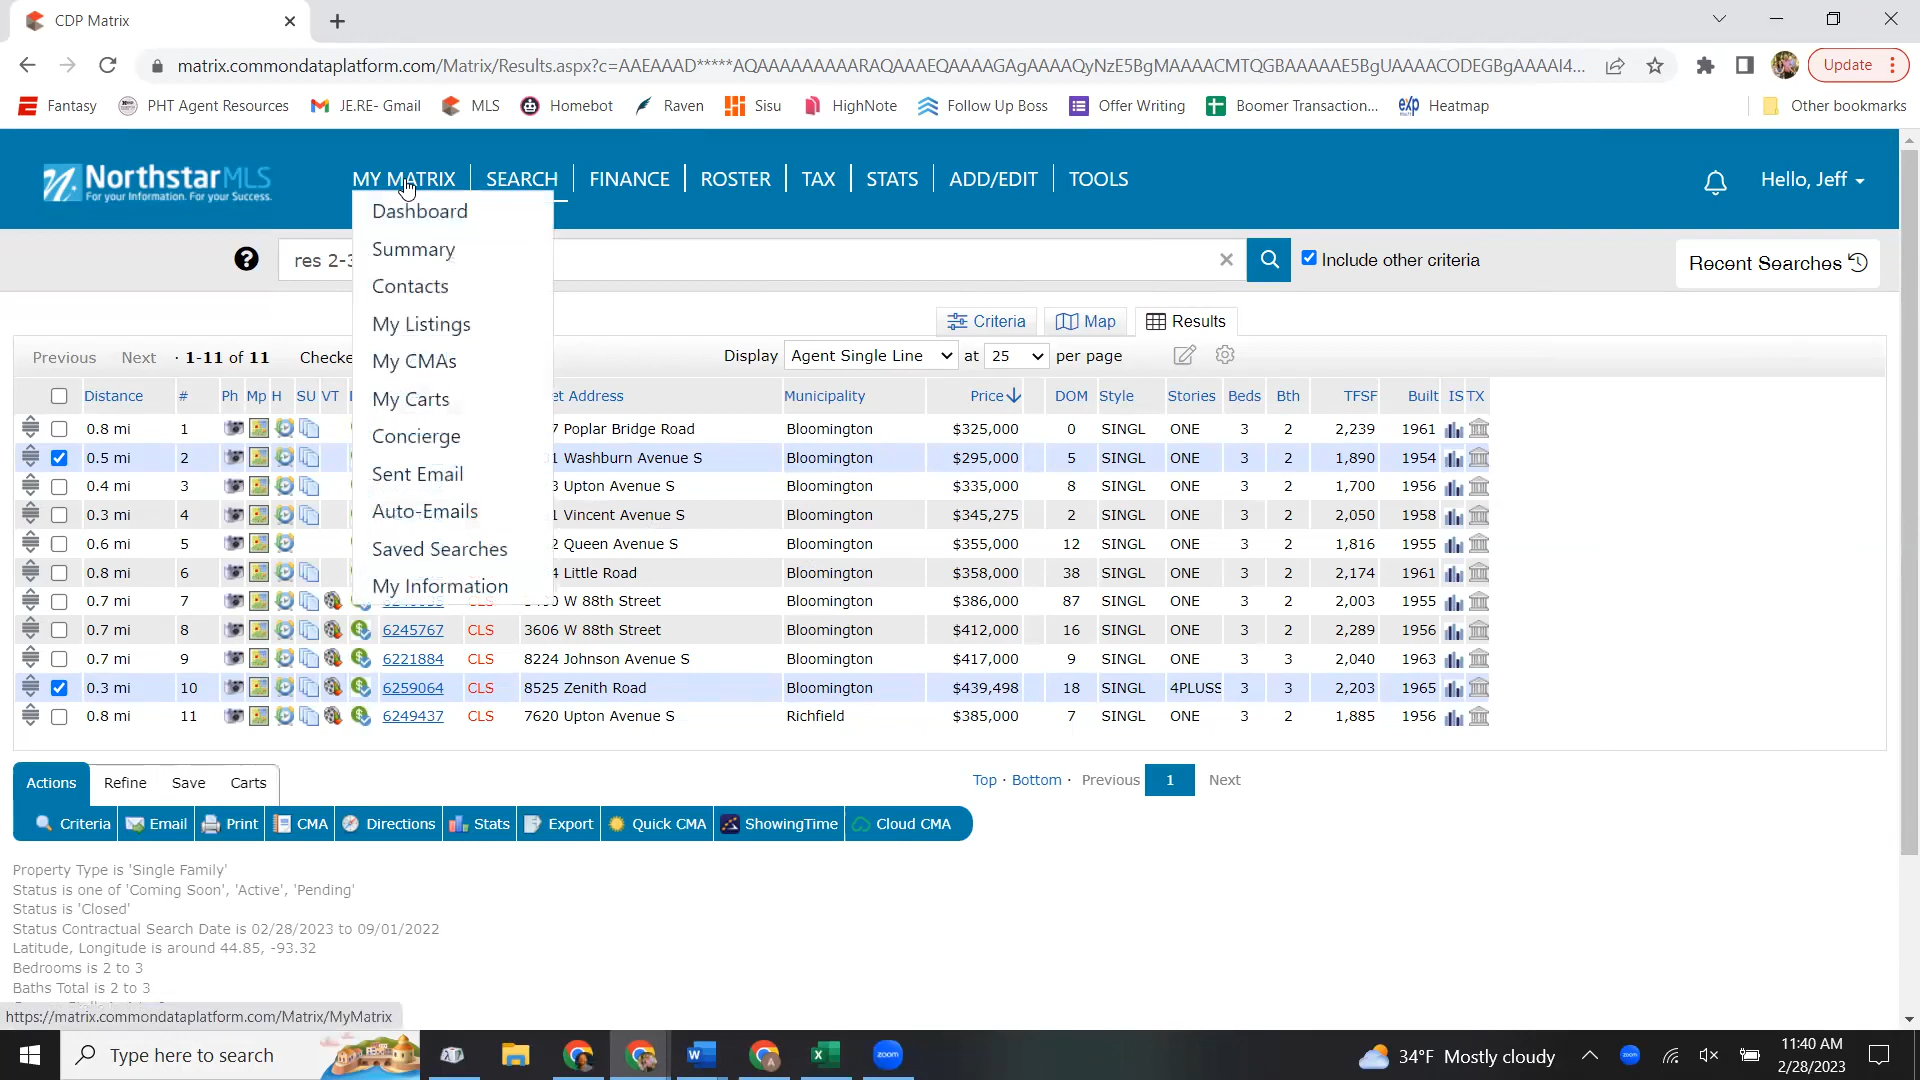 CDP Matrix
matrix.commondataplatform.com/Matrix/Results.aspx?c=AAEAAAD*****AQAAAAAAAAARAQAAAEQAAAAGAgAAAAQyNzE5BgMAAAACMTQGBAAAAAE5BgUAAAACODEGBgAAAAI4...
Update
Fantasy PHT Agent Resources JE.RE- Gmail MLS Homebot Raven Sisu HighNote Follow Up Boss Offer Writing Boomer Transaction... Heatmap Other bookmarks
NorthstarMLS
For your Information. For your Success.
MY MATRIX SEARCH FINANCE ROSTER TAX STATS ADD/EDIT TOOLS
Hello, Jeff
Dashboard
Summary
Contacts
My Listings
My CMAs
My Carts
Concierge
Sent Email
Auto-Emails
Saved Searches
My Information
res 2-3
Include other criteria
Recent Searches
Criteria Map Results
Previous Next · 1-11 of 11 Checke
Display Agent Single Line at 25 per page
Distance # Ph Mp H SU VT et Address Municipality Price DOM Style Stories Beds Bth TFSF Built IS TX
0.8 mi 1 7 Poplar Bridge Road Bloomington $325,000 0 SINGL ONE 3 2 2,239 1961
0.5 mi 2 1 Washburn Avenue S Bloomington $295,000 5 SINGL ONE 3 2 1,890 1954
0.4 mi 3 3 Upton Avenue S Bloomington $335,000 8 SINGL ONE 3 2 1,700 1956
0.3 mi 4 1 Vincent Avenue S Bloomington $345,275 2 SINGL ONE 3 2 2,050 1958
0.6 mi 5 2 Queen Avenue S Bloomington $355,000 12 SINGL ONE 3 2 1,816 1955
0.8 mi 6 4 Little Road Bloomington $358,000 38 SINGL ONE 3 2 2,174 1961
0.7 mi 7 W 88th Street Bloomington $386,000 87 SINGL ONE 3 2 2,003 1955
0.7 mi 8 6245767 CLS 3606 W 88th Street Bloomington $412,000 16 SINGL ONE 3 2 2,289 1956
0.7 mi 9 6221884 CLS 8224 Johnson Avenue S Bloomington $417,000 9 SINGL ONE 3 3 2,040 1963
0.3 mi 10 6259064 CLS 8525 Zenith Road Bloomington $439,498 18 SINGL 4PLUSS 3 3 2,203 1965
0.8 mi 11 6249437 CLS 7620 Upton Avenue S Richfield $385,000 7 SINGL ONE 3 2 1,885 1956
Actions Refine Save Carts
Top · Bottom · Previous 1 Next
Criteria Email Print CMA Directions Stats Export Quick CMA ShowingTime Cloud CMA
Property Type is 'Single Family'
Status is one of 'Coming Soon', 'Active', 'Pending'
Status is 'Closed'
Status Contractual Search Date is 02/28/2023 to 09/01/2022
Latitude, Longitude is around 44.85, -93.32
Bedrooms is 2 to 3
Baths Total is 2 to 3
https://matrix.commondataplatform.com/Matrix/MyMatrix
Type here to search
zoom
34°F Mostly cloudy
zoom
11:40 AM
2/28/2023